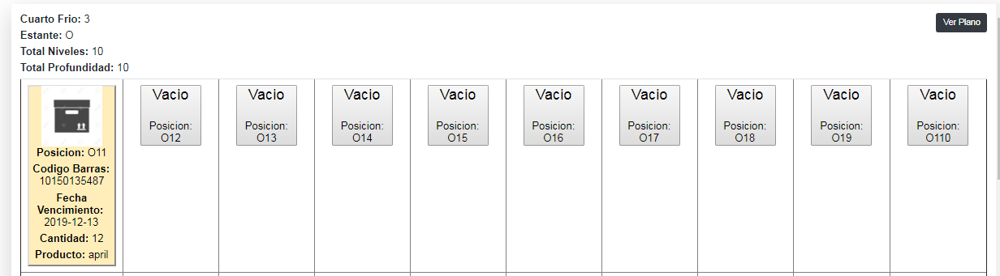 Cuarto Frio: 3
Ver Plano
Estante: O
Total Niveles: 10
Total Profundidad: 10
Posicion: O11
Codigo Barras:
10150135487
Fecha
Vencimiento:
2019-12-13
Cantidad: 12
Producto: april
Vacio
Posicion:
O12
Vacio
Posicion:
O13
Vacio
Posicion:
O14
Vacio
Posicion:
O15
Vacio
Posicion:
O16
Vacio
Posicion:
O17
Vacio
Posicion:
O18
Vacio
Posicion:
O19
Vacio
Posicion:
O110